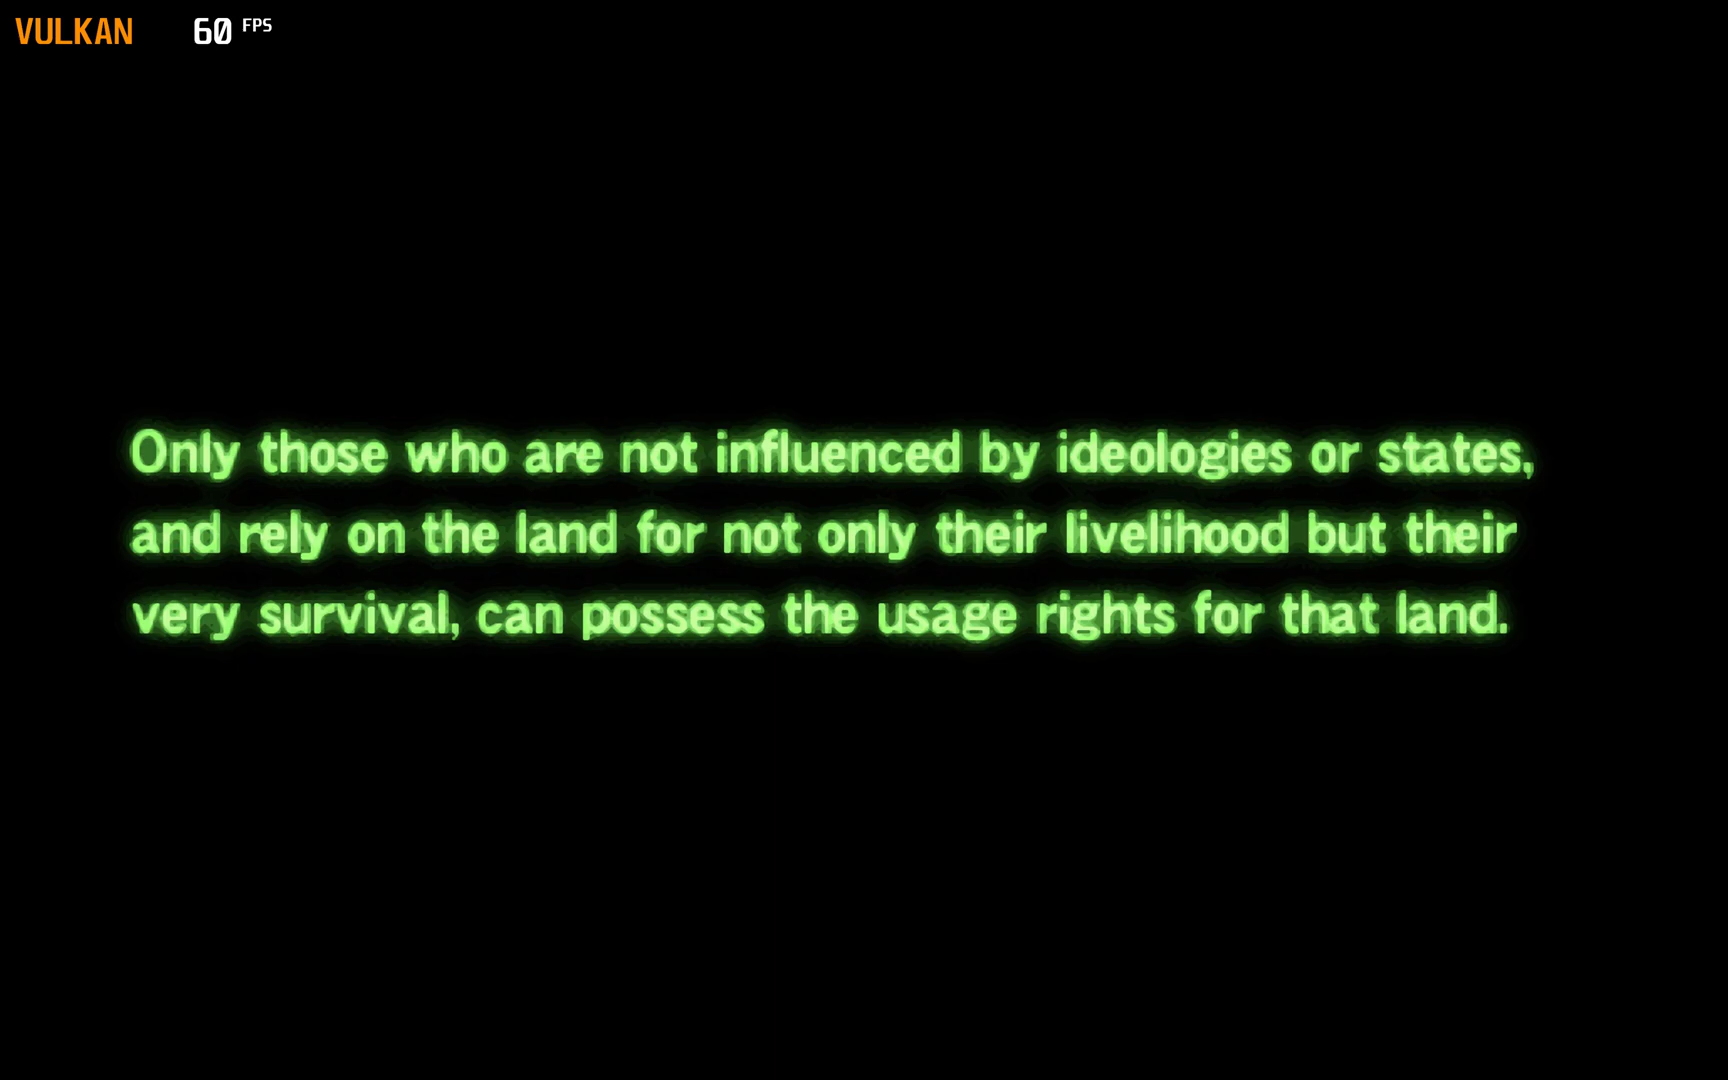 VULKAN 60 FPS
Only those who are not influenced by ideologies or states,
and rely on the land for not only their livelihood but their
very survival, can possess the usage rights for that land.